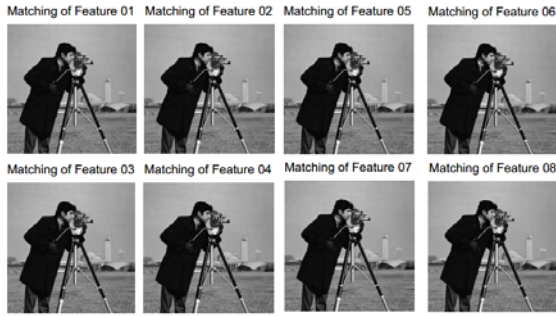 Matching of Feature 01
Matching of Feature 02
Matching of Feature 05
Matching of Feature 06
Matching of Feature 03
Matching of Feature 04
Matching of Feature 07
Matching of Feature 08